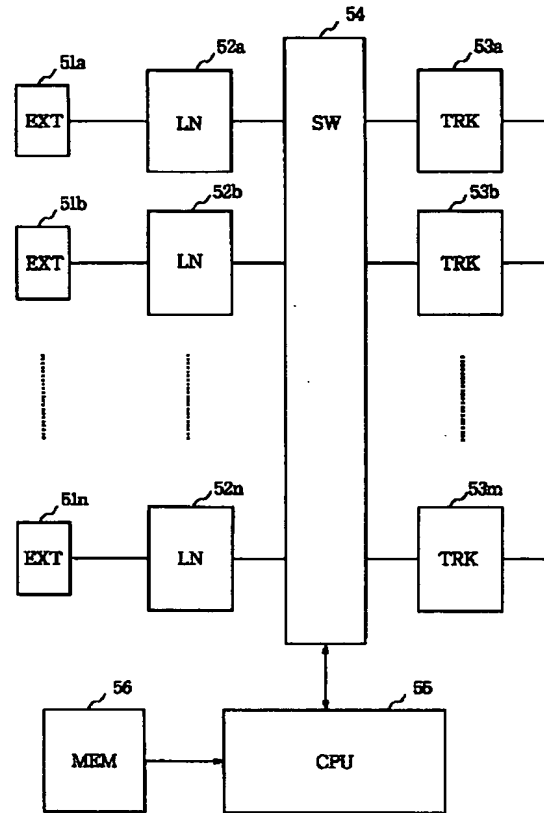 54
51a 52a 53a
EXT LN SW TRK
51b 52b 53b
EXT LN TRK
51n 52n 53m
EXT LN TRK
56 55
MEM CPU